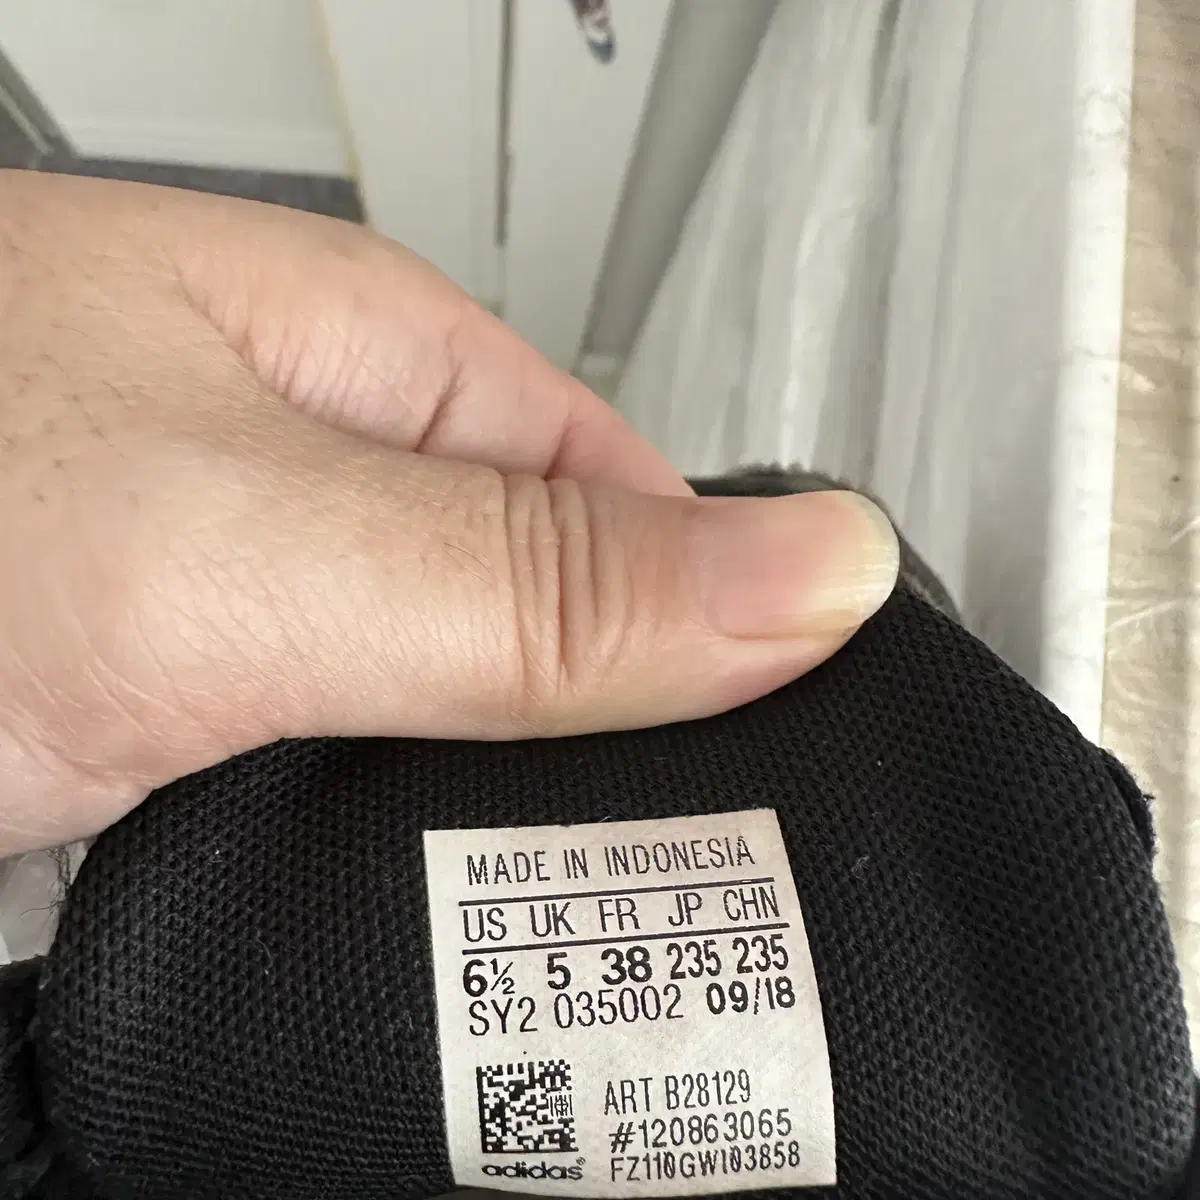 MADE IN INDONESIA
US UK FR JP CHN
6½ 5 38 235 235
SY2 035002 09/18
ART B28129
#120863065
adidas® FZ110GWI03858